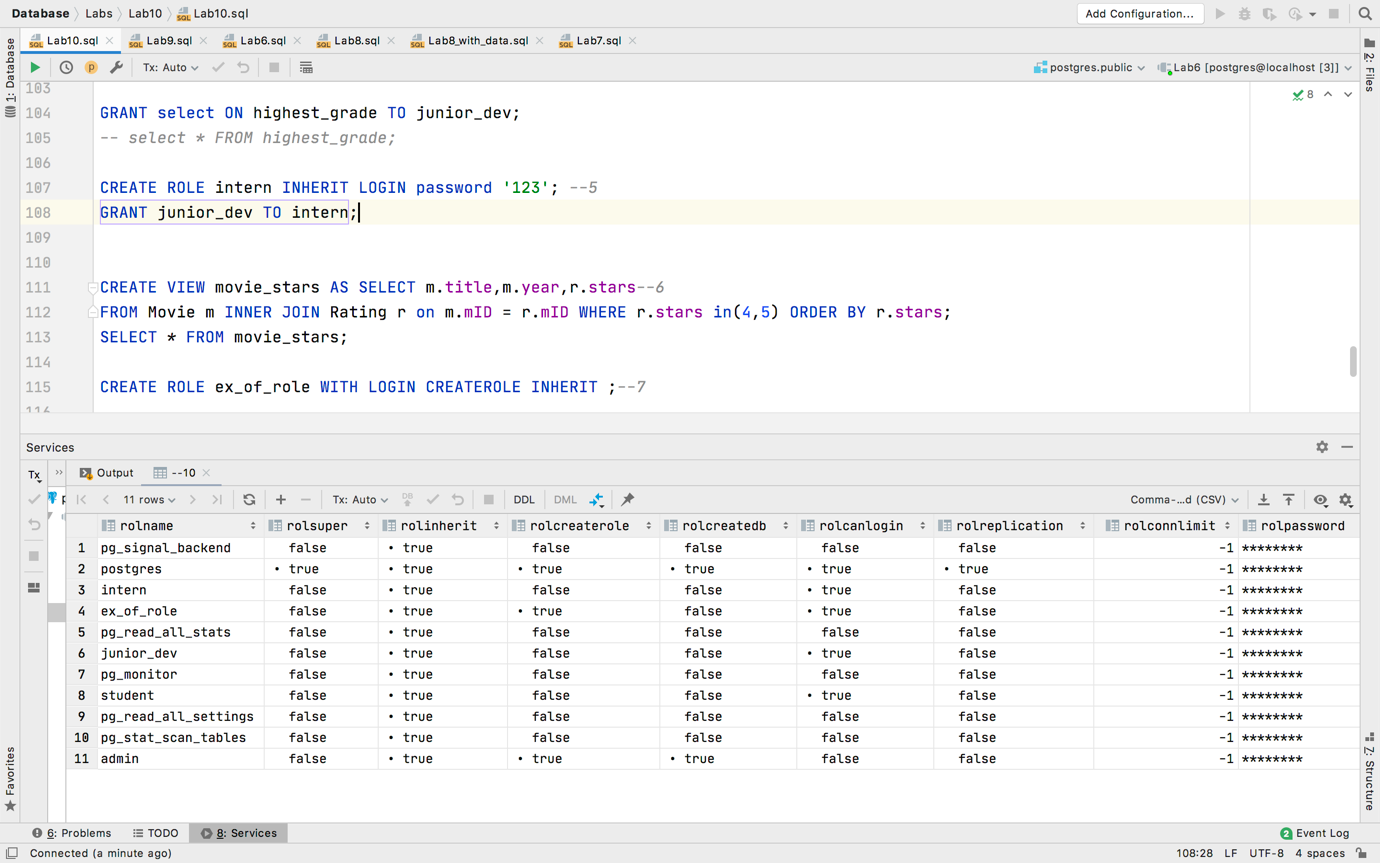 Database Labs Lab10 Lab10.sql Add Configuration...
Lab10.sql Lab9.sql Lab6.sql Lab8.sql Lab8_with_data.sql Lab7.sql
p Tx: Auto postgres.public Lab6 [postgres@localhost [3]]
1: Database
2: Files
8
103
104 GRANT select ON highest_grade TO junior_dev;
105 -- select * FROM highest_grade;
106
107 CREATE ROLE intern INHERIT LOGIN password '123'; --5
108 GRANT junior_dev TO intern;
109
110
111 CREATE VIEW movie_stars AS SELECT m.title,m.year,r.stars--6
112 FROM Movie m INNER JOIN Rating r on m.mID = r.mID WHERE r.stars in(4,5) ORDER BY r.stars;
113 SELECT * FROM movie_stars;
114
115 CREATE ROLE ex_of_role WITH LOGIN CREATEROLE INHERIT ;--7
116
Services
Tx Output --10
11 rows Tx: Auto DB DDL DML Comma-...d (CSV)
rolname rolsuper rolinherit rolcreaterole rolcreatedb rolcanlogin rolreplication rolconnlimit rolpassword
1 pg_signal_backend false • true false false false false -1 ********
2 postgres • true • true • true • true • true • true -1 ********
3 intern false • true false false • true false -1 ********
4 ex_of_role false • true • true false • true false -1 ********
5 pg_read_all_stats false • true false false false false -1 ********
6 junior_dev false • true false false • true false -1 ********
7 pg_monitor false • true false false false false -1 ********
8 student false • true false false • true false -1 ********
9 pg_read_all_settings false • true false false false false -1 ********
10 pg_stat_scan_tables false • true false false false false -1 ********
11 admin false • true • true • true false false -1 ********
Favorites
Z: Structure
6: Problems TODO 8: Services 2 Event Log
Connected (a minute ago) 108:28 LF UTF-8 4 spaces